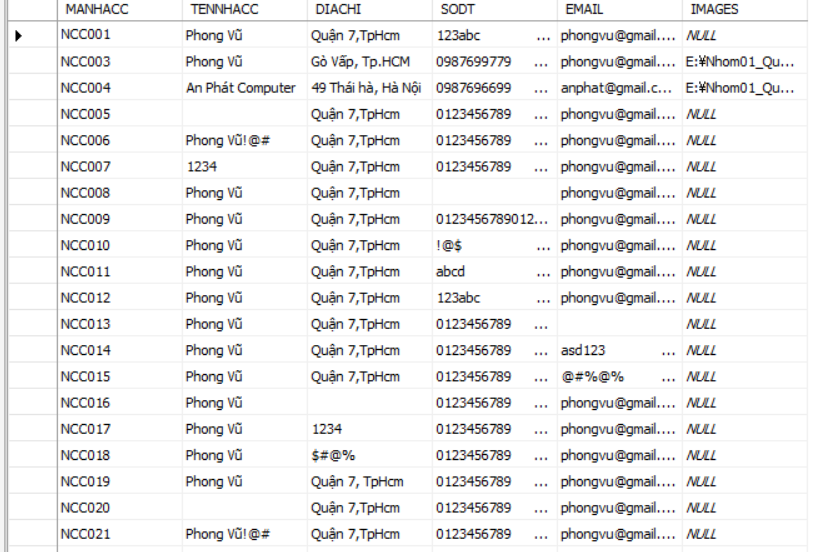 MANHACC TENNHACC DIACHI SODT EMAIL IMAGES
NCC001 Phong Vũ Quận 7,TpHcm 123abc ... phongvu@gmail.... NULL
NCC003 Phong Vũ Gò Vấp, Tp.HCM 0987699779 ... phongvu@gmail.... E:¥Nhom01_Qu...
NCC004 An Phát Computer 49 Thái hà, Hà Nội 0987696699 ... anphat@gmail.c... E:¥Nhom01_Qu...
NCC005 Quận 7,TpHcm 0123456789 ... phongvu@gmail.... NULL
NCC006 Phong Vũ!@# Quận 7,TpHcm 0123456789 ... phongvu@gmail.... NULL
NCC007 1234 Quận 7,TpHcm 0123456789 ... phongvu@gmail.... NULL
NCC008 Phong Vũ Quận 7,TpHcm phongvu@gmail.... NULL
NCC009 Phong Vũ Quận 7,TpHcm 0123456789012... phongvu@gmail.... NULL
NCC010 Phong Vũ Quận 7,TpHcm !@$ ... phongvu@gmail.... NULL
NCC011 Phong Vũ Quận 7,TpHcm abcd ... phongvu@gmail.... NULL
NCC012 Phong Vũ Quận 7,TpHcm 123abc ... phongvu@gmail.... NULL
NCC013 Phong Vũ Quận 7,TpHcm 0123456789 ... NULL
NCC014 Phong Vũ Quận 7,TpHcm 0123456789 ... asd123 ... NULL
NCC015 Phong Vũ Quận 7,TpHcm 0123456789 ... @#%@% ... NULL
NCC016 Phong Vũ 0123456789 ... phongvu@gmail.... NULL
NCC017 Phong Vũ 1234 0123456789 ... phongvu@gmail.... NULL
NCC018 Phong Vũ $#@% 0123456789 ... phongvu@gmail.... NULL
NCC019 Phong Vũ Quận 7, TpHcm 0123456789 ... phongvu@gmail.... NULL
NCC020 Quận 7,TpHcm 0123456789 ... phongvu@gmail.... NULL
NCC021 Phong Vũ!@# Quận 7,TpHcm 0123456789 ... phongvu@gmail.... NULL